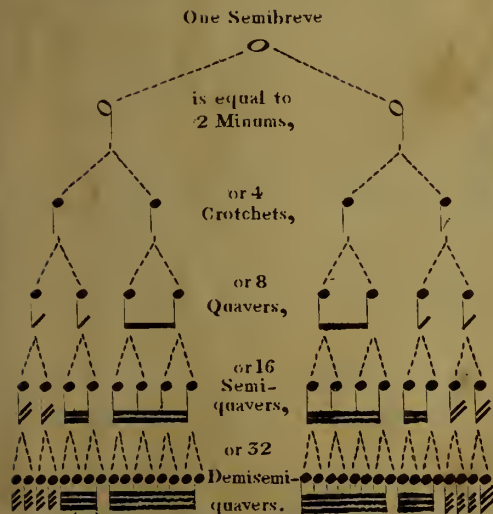 One Semibreve
is equal to
2 Minums,
or 4
Crotchets,
or 8
Quavers,
or 16
Semi-
quavers,
or 32
Demisemi-
quavers.